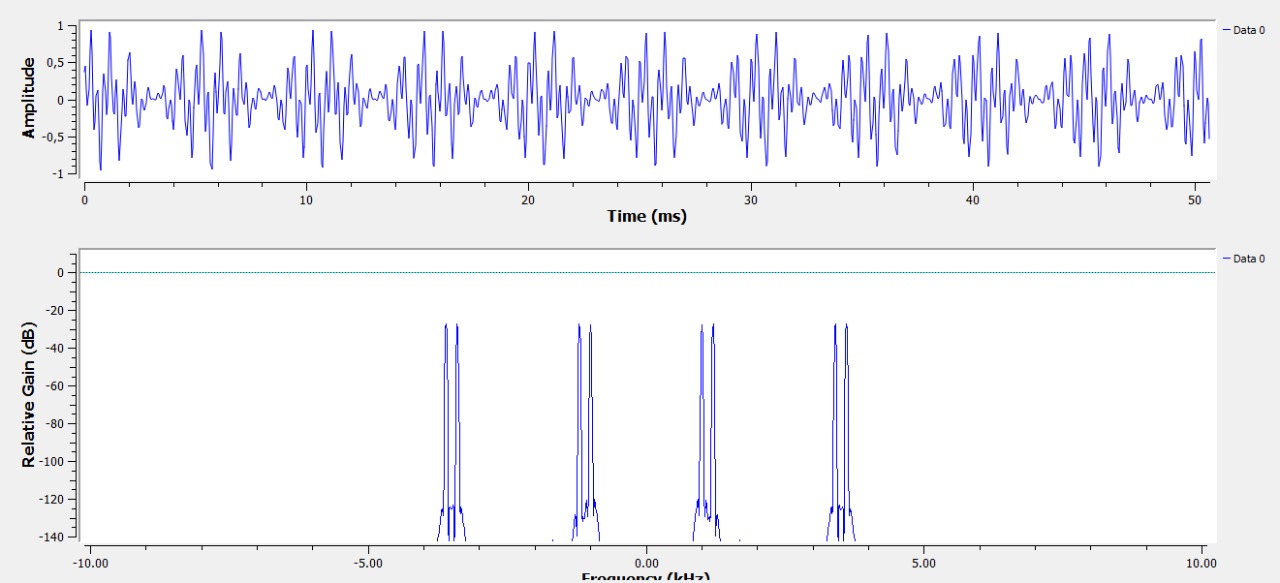 1
Data 0
0,5
0
-0,5
-1
Amplitude
0 10 20 30 40 50
Time (ms)
Data 0
0
-20
-40
-60
-80
-100
-120
-140
Relative Gain (dB)
-10.00 -5.00 0.00 5.00 10.00
Frequency (kHz)